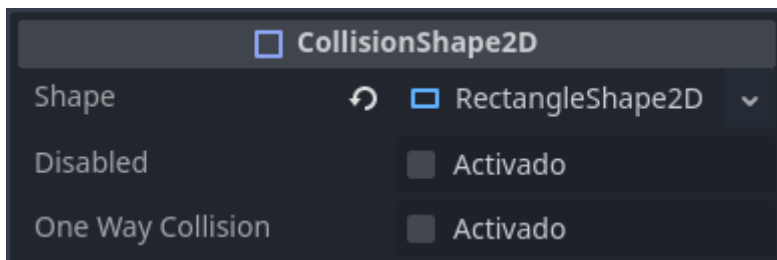 CollisionShape2D
Shape RectangleShape2D
Disabled Activado
One Way Collision Activado